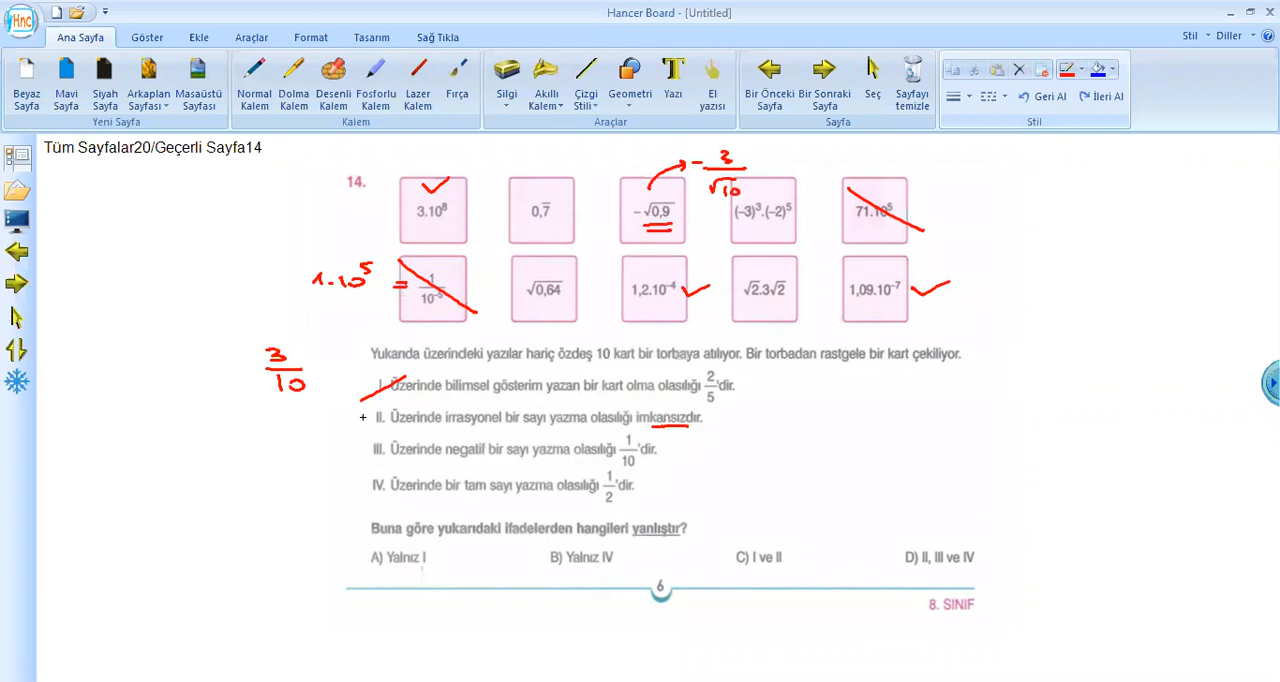 Hnc
Hancer Board - [Untitled]
Ana Sayfa Göster Ekle Araçlar Format Tasarım Sağ Tıkla Stil Diller
Beyaz Sayfa Mavi Sayfa Siyah Sayfa Arkaplan Sayfası Masaüstü Sayfası
Normal Kalem Dolma Kalem Desenli Kalem Fosforlu Kalem Lazer Kalem Fırça
Silgi Akıllı Kalem Çizgi Stili Geometri Yazı El yazısı
Bir Önceki Sayfa Bir Sonraki Sayfa Seç Sayfayı temizle
Geri Al İleri Al
Yeni Sayfa Kalem Araçlar Sayfa Stil
Tüm Sayfalar20/Geçerli Sayfa14
-3/√10
14.
3.10⁸ 0,7̅ -√0,9 (-3)³.(-2)⁵ 71.10⁵
1.10⁵ = 1/10⁻⁵ √0,64 1,2.10⁻⁴ √2.3√2 1,09.10⁻⁷
Yukarıda üzerindeki yazılar hariç özdeş 10 kart bir torbaya atılıyor. Bir torbadan rastgele bir kart çekiliyor.
3/10
I. Üzerinde bilimsel gösterim yazan bir kart olma olasılığı 2/5'dir.
II. Üzerinde irrasyonel bir sayı yazma olasılığı imkansızdır.
III. Üzerinde negatif bir sayı yazma olasılığı 1/10'dir.
IV. Üzerinde bir tam sayı yazma olasılığı 1/2'dir.
Buna göre yukarıdaki ifadelerden hangileri yanlıştır?
A) Yalnız I B) Yalnız IV C) I ve II D) II, III ve IV
6
8. SINIF